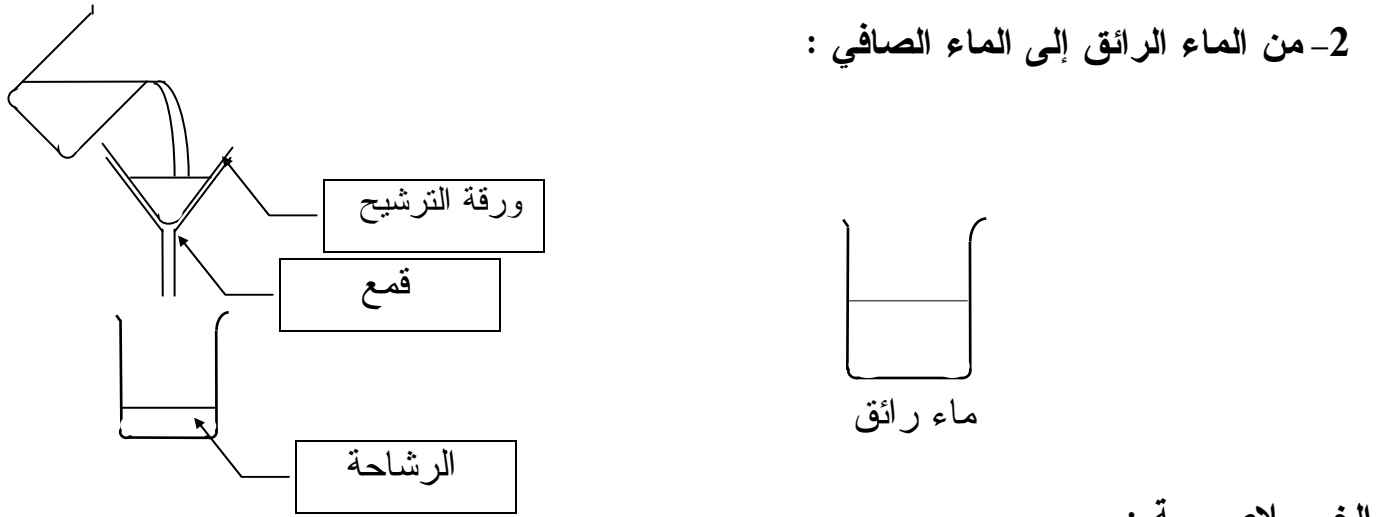 2- من الماء الرائق إلى الماء الصافي :
ورقة الترشيح
قمع
ماء رائق
الرشاحة